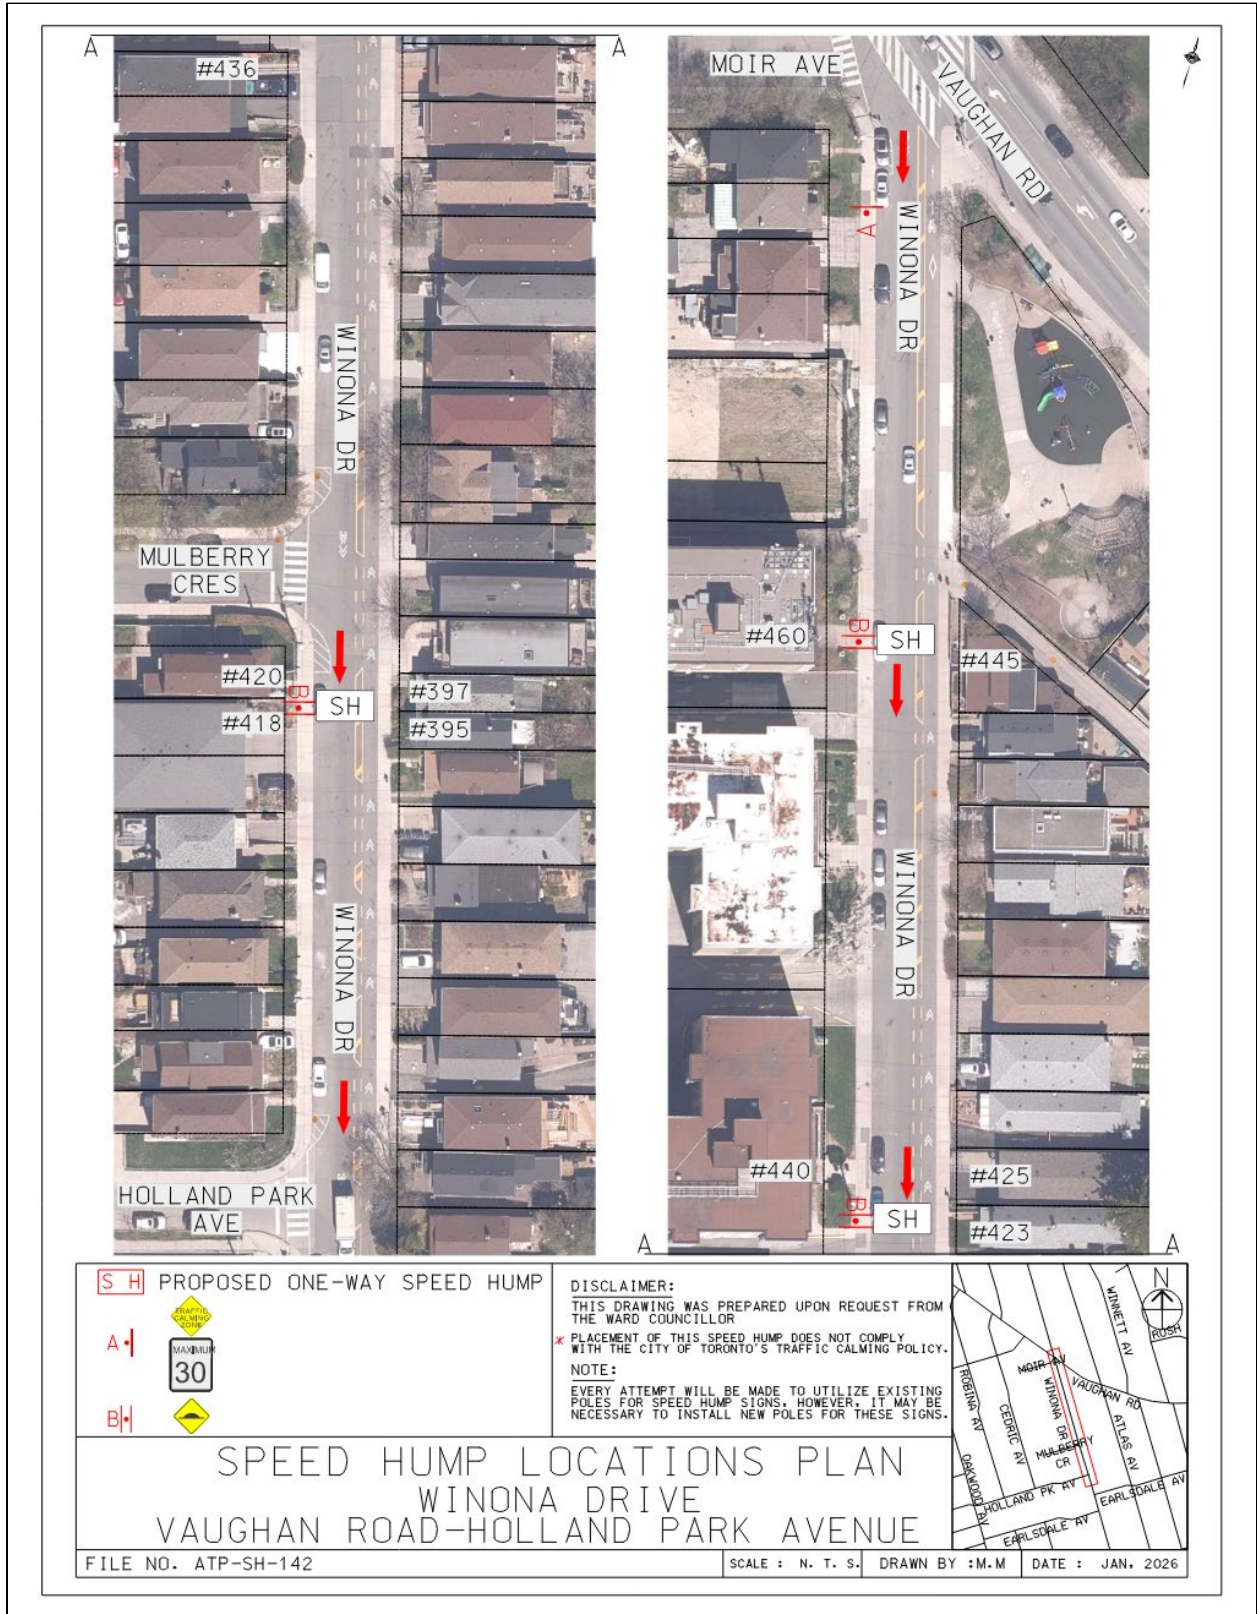 A
A
#436
WINONA DR
MULBERRY
CRES
#420
B
SH
#418
#397
#395
WINONA DR
HOLLAND PARK
AVE
MOIR AVE
VAUGHAN RD
A
WINONA DR
#460
B
SH
#445
WINONA DR
#440
B
SH
#425
#423
A
A
S H PROPOSED ONE-WAY SPEED HUMP
A
TRAFFIC
CALMING
ZONE
MAXIMUM
30
B
DISCLAIMER:
THIS DRAWING WAS PREPARED UPON REQUEST FROM
THE WARD COUNCILLOR
* PLACEMENT OF THIS SPEED HUMP DOES NOT COMPLY
WITH THE CITY OF TORONTO'S TRAFFIC CALMING POLICY.
NOTE:
EVERY ATTEMPT WILL BE MADE TO UTILIZE EXISTING
POLES FOR SPEED HUMP SIGNS. HOWEVER, IT MAY BE
NECESSARY TO INSTALL NEW POLES FOR THESE SIGNS.
N
WINNETT AV
RUSH
MOIR AV
VAUGHAN RD
ROBINA AV
CEDRIC AV
WINONA DR
ATLAS AV
MULBERRY
CR
OAKWOOD AV
HOLLAND PK AV
EARLSDALE AV
EARLSDALE AV
SPEED HUMP LOCATIONS PLAN
WINONA DRIVE
VAUGHAN ROAD-HOLLAND PARK AVENUE
FILE NO. ATP-SH-142
SCALE : N. T. S.
DRAWN BY :M.M
DATE : JAN, 2026